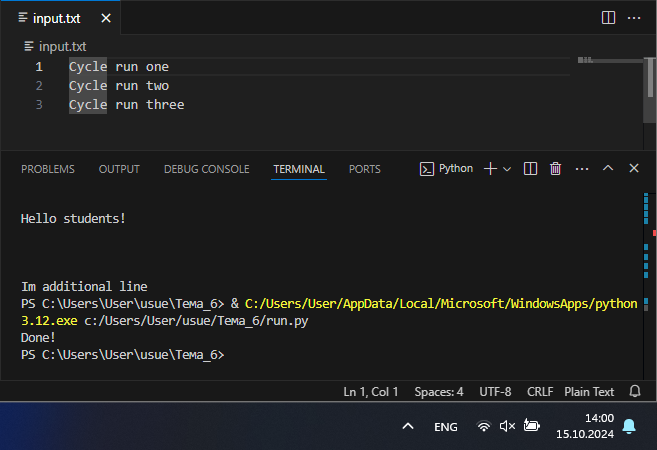 input.txt
input.txt
1 Cycle run one
2 Cycle run two
3 Cycle run three
PROBLEMS OUTPUT DEBUG CONSOLE TERMINAL PORTS Python
Hello students!
Im additional line
PS C:\Users\User\usue\Тема_6> & C:/Users/User/AppData/Local/Microsoft/WindowsApps/python
3.12.exe c:/Users/User/usue/Тема_6/run.py
Done!
PS C:\Users\User\usue\Тема_6>
Ln 1, Col 1 Spaces: 4 UTF-8 CRLF Plain Text
ENG
14:00
15.10.2024